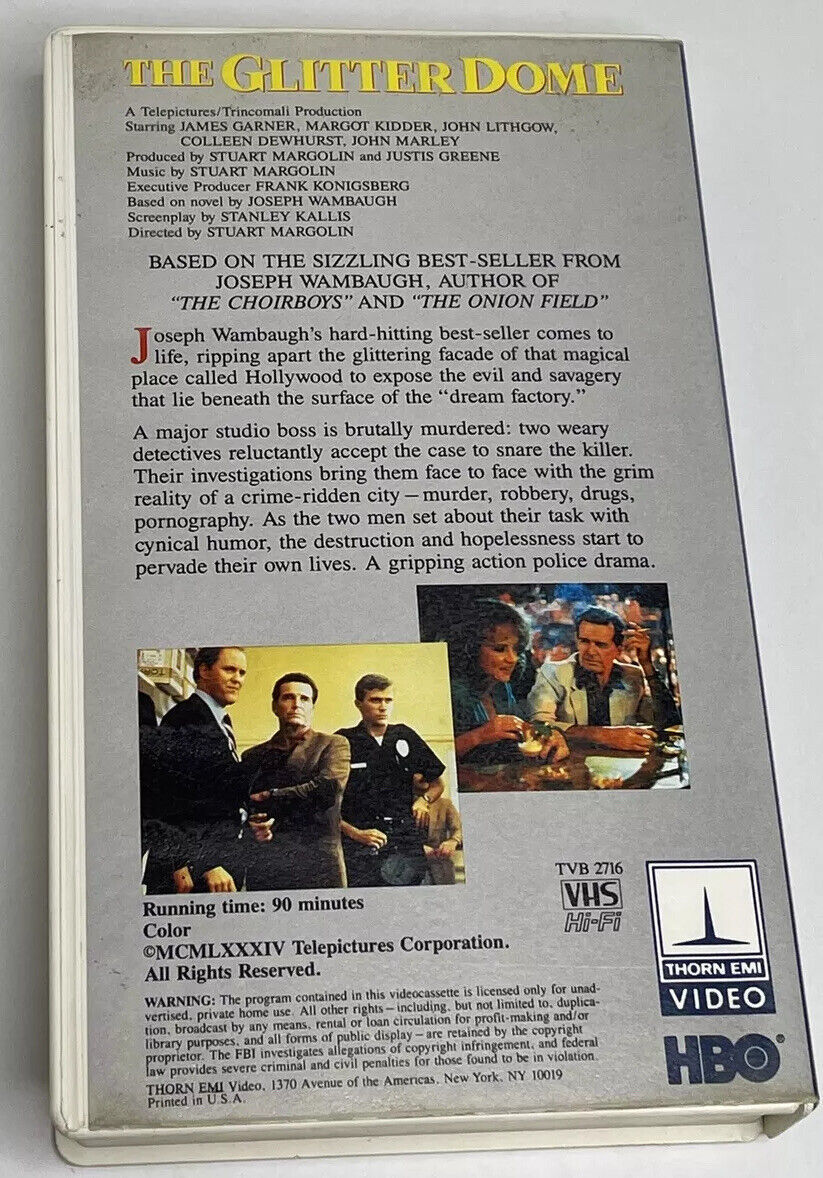 THE GLITTER DOME
A Telepictures/Trincomali Production
Starring JAMES GARNER, MARGOT KIDDER, JOHN LITHGOW,
COLLEEN DEWHURST, JOHN MARLEY
Produced by STUART MARGOLIN and JUSTIS GREENE
Music by STUART MARGOLIN
Executive Producer FRANK KONIGSBERG
Based on novel by JOSEPH WAMBAUGH
Screenplay by STANLEY KALLIS
Directed by STUART MARGOLIN
BASED ON THE SIZZLING BEST-SELLER FROM
JOSEPH WAMBAUGH, AUTHOR OF
"THE CHOIRBOYS" AND "THE ONION FIELD"
Joseph Wambaugh's hard-hitting best-seller comes to
life, ripping apart the glittering facade of that magical
place called Hollywood to expose the evil and savagery
that lie beneath the surface of the "dream factory."
A major studio boss is brutally murdered: two weary
detectives reluctantly accept the case to snare the killer.
Their investigations bring them face to face with the grim
reality of a crime-ridden city — murder, robbery, drugs,
pornography. As the two men set about their task with
cynical humor, the destruction and hopelessness start to
pervade their own lives. A gripping action police drama.
Running time: 90 minutes
Color
©MCMLXXXIV Telepictures Corporation.
All Rights Reserved.
TVB 2716
VHS
Hi-Fi
THORN EMI
VIDEO
HBO®
WARNING: The program contained in this videocassette is licensed only for unad-
vertised, private home use. All other rights — including, but not limited to, duplica-
tion, broadcast by any means, rental or loan circulation for profit-making and/or
library purposes, and all forms of public display — are retained by the copyright
proprietor. The FBI investigates allegations of copyright infringement, and federal
law provides severe criminal and civil penalties for those found to be in violation.
THORN EMI Video, 1370 Avenue of the Americas, New York, NY 10019
Printed in U.S.A.